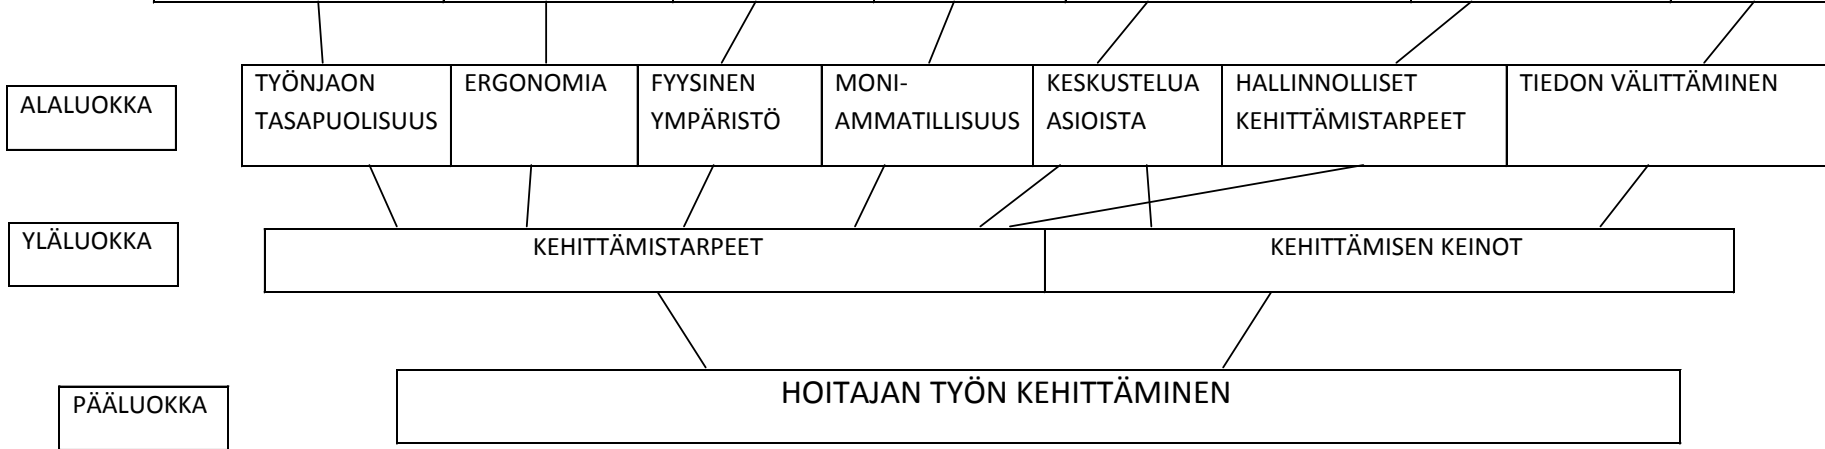 ALALUOKKA
TYÖNJAON
TASAPUOLISUUS
ERGONOMIA
FYYSINEN
YMPÄRISTÖ
MONI-
AMMATILLISUUS
KESKUSTELUA
ASIOISTA
HALLINNOLLISET
KEHITTÄMISTARPEET
TIEDON VÄLITTÄMINEN
YLÄLUOKKA
KEHITTÄMISTARPEET
KEHITTÄMISEN KEINOT
PÄÄLUOKKA
HOITAJAN TYÖN KEHITTÄMINEN